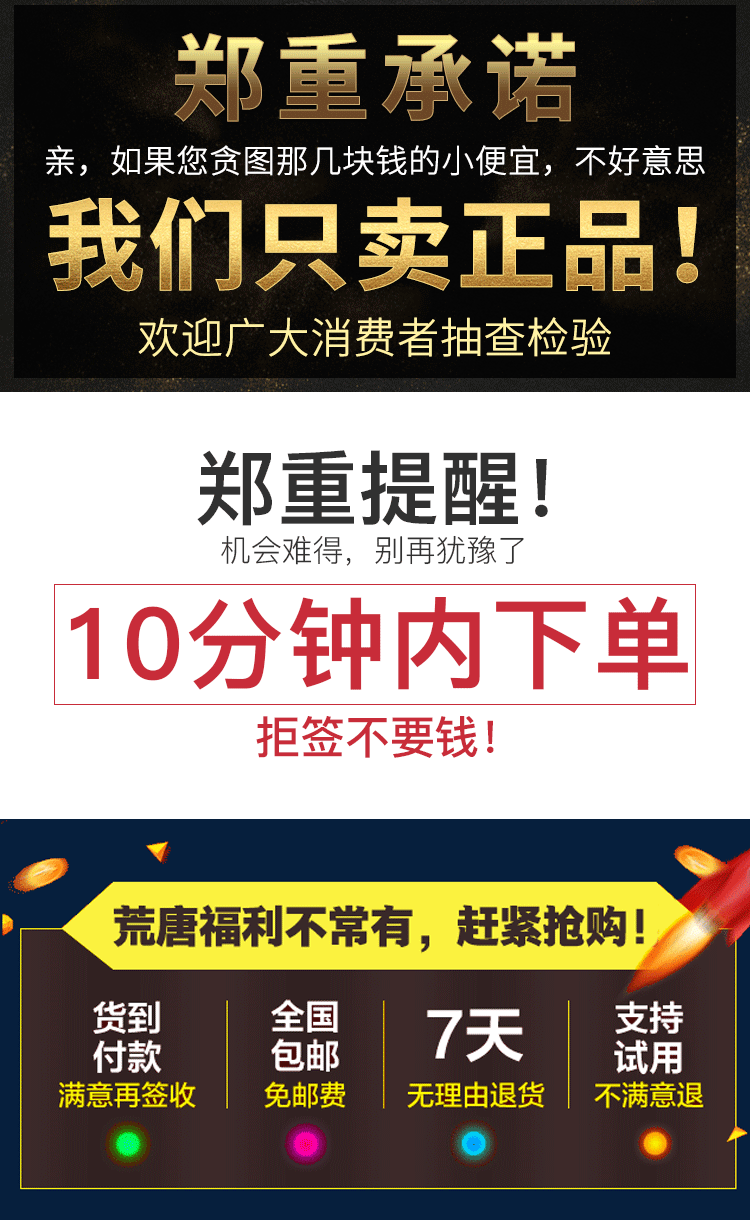 郑重承诺
亲，如果您贪图那几块钱的小便宜，不好意思
我们只卖正品！
欢迎广大消费者抽查检验
郑重提醒！
机会难得，别再犹豫了
10分钟内下单
拒签不要钱！
荒唐福利不常有，赶紧抢购！
货到
付款
满意再签收
全国
包邮
免邮费
7天
无理由退货
支持
试用
不满意退